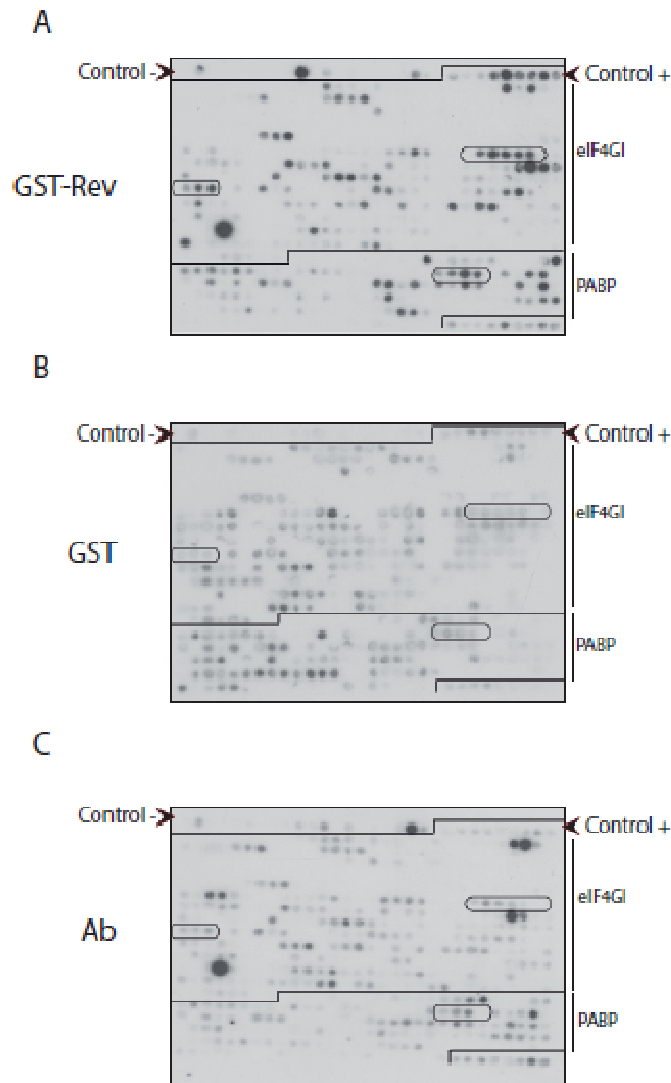 A
Control - Control +
eIF4GI
GST-Rev
PABP
B
Control - Control +
eIF4GI
GST
PABP
C
Control - Control +
eIF4GI
Ab
PABP